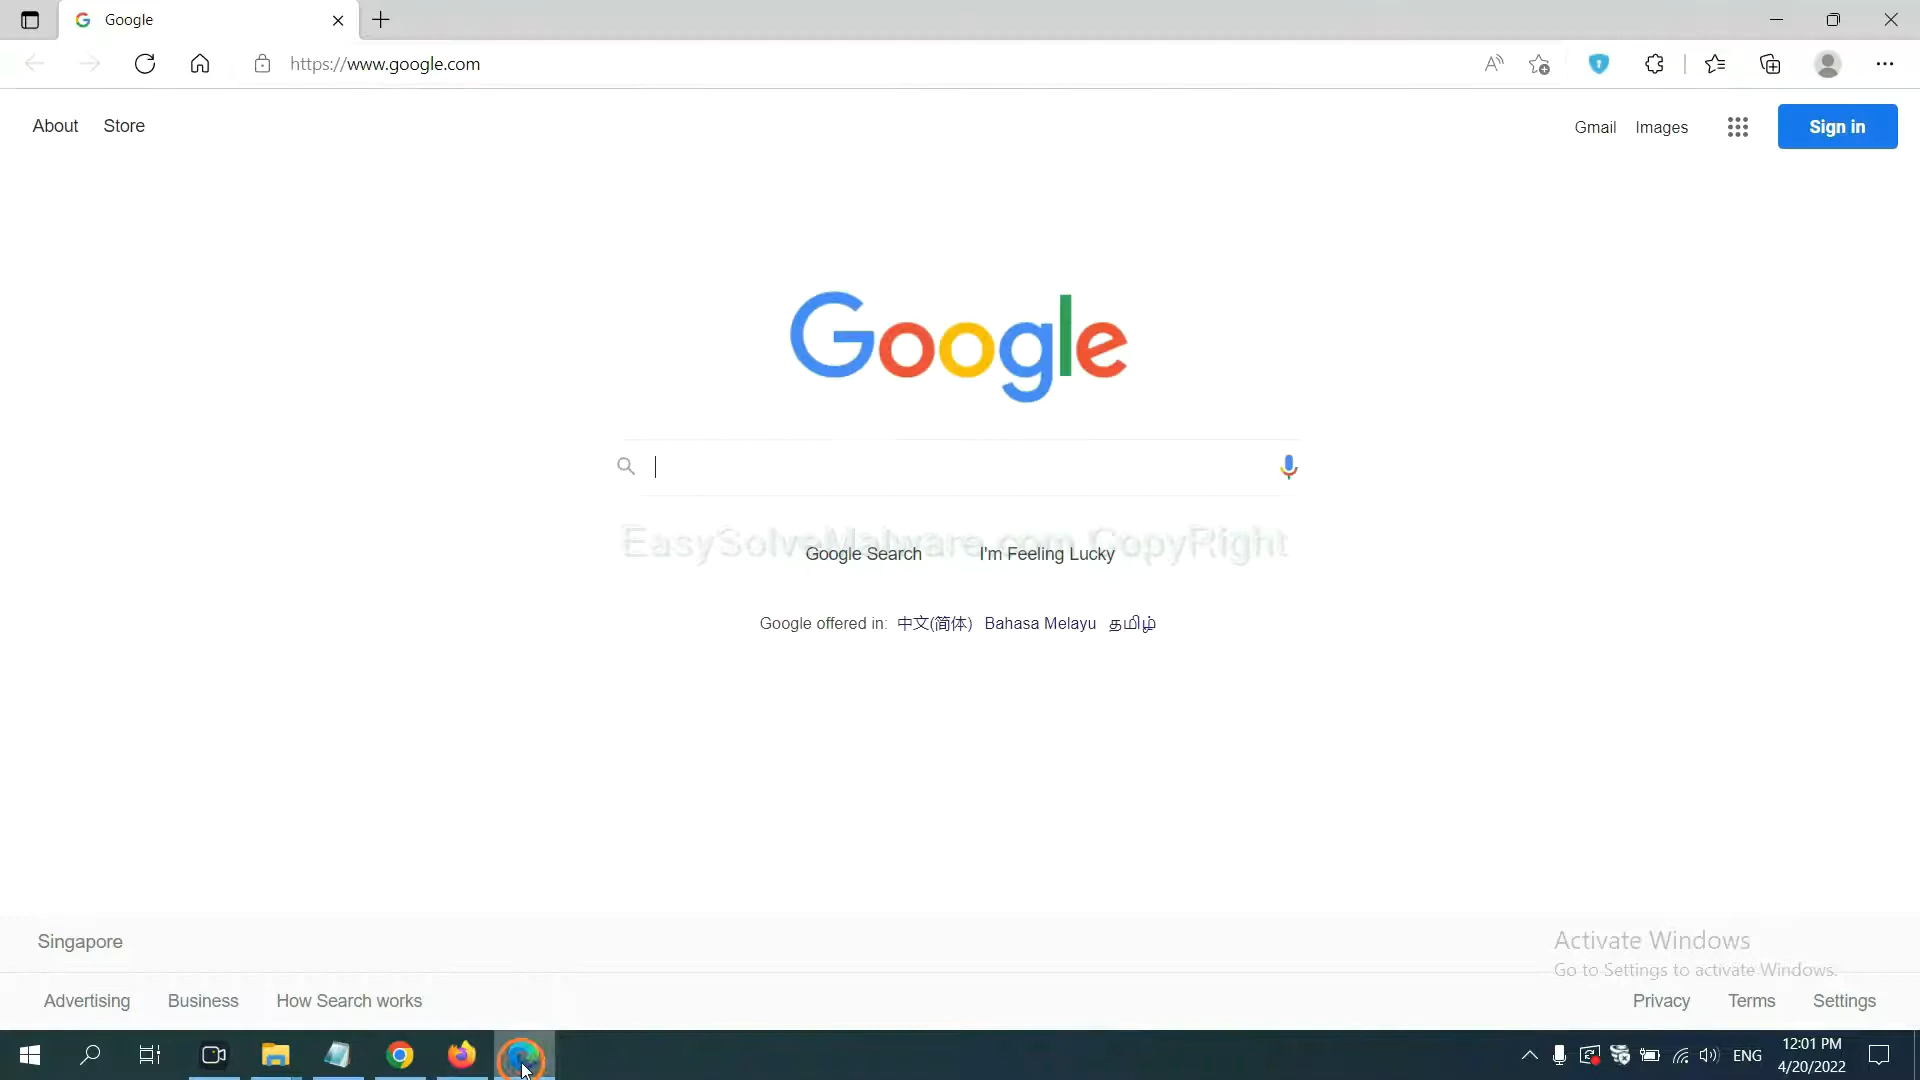 Google
https://www.google.com
About Store
Gmail Images Sign in
Google
EasySolveMalware.com CopyRight
Google Search I'm Feeling Lucky
Google offered in: 中文(简体) Bahasa Melayu தமிழ்
Singapore
Activate Windows
Go to Settings to activate Windows.
Advertising Business How Search works
Privacy Terms Settings
ENG
12:01 PM
4/20/2022